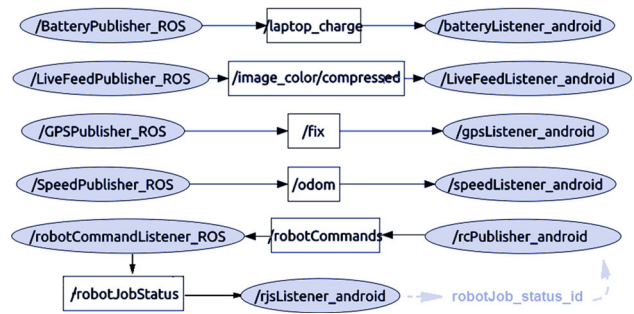 /BatteryPublisher_ROS /laptop_charge /batteryListener_android
/LiveFeedPublisher_ROS /image_color/compressed /LiveFeedListener_android
/GPSPublisher_ROS /fix /gpsListener_android
/SpeedPublisher_ROS /odom /speedListener_android
/robotCommandListener_ROS /robotCommands /rcPublisher_android
/robotJobStatus /rjsListener_android robotJob_status_id